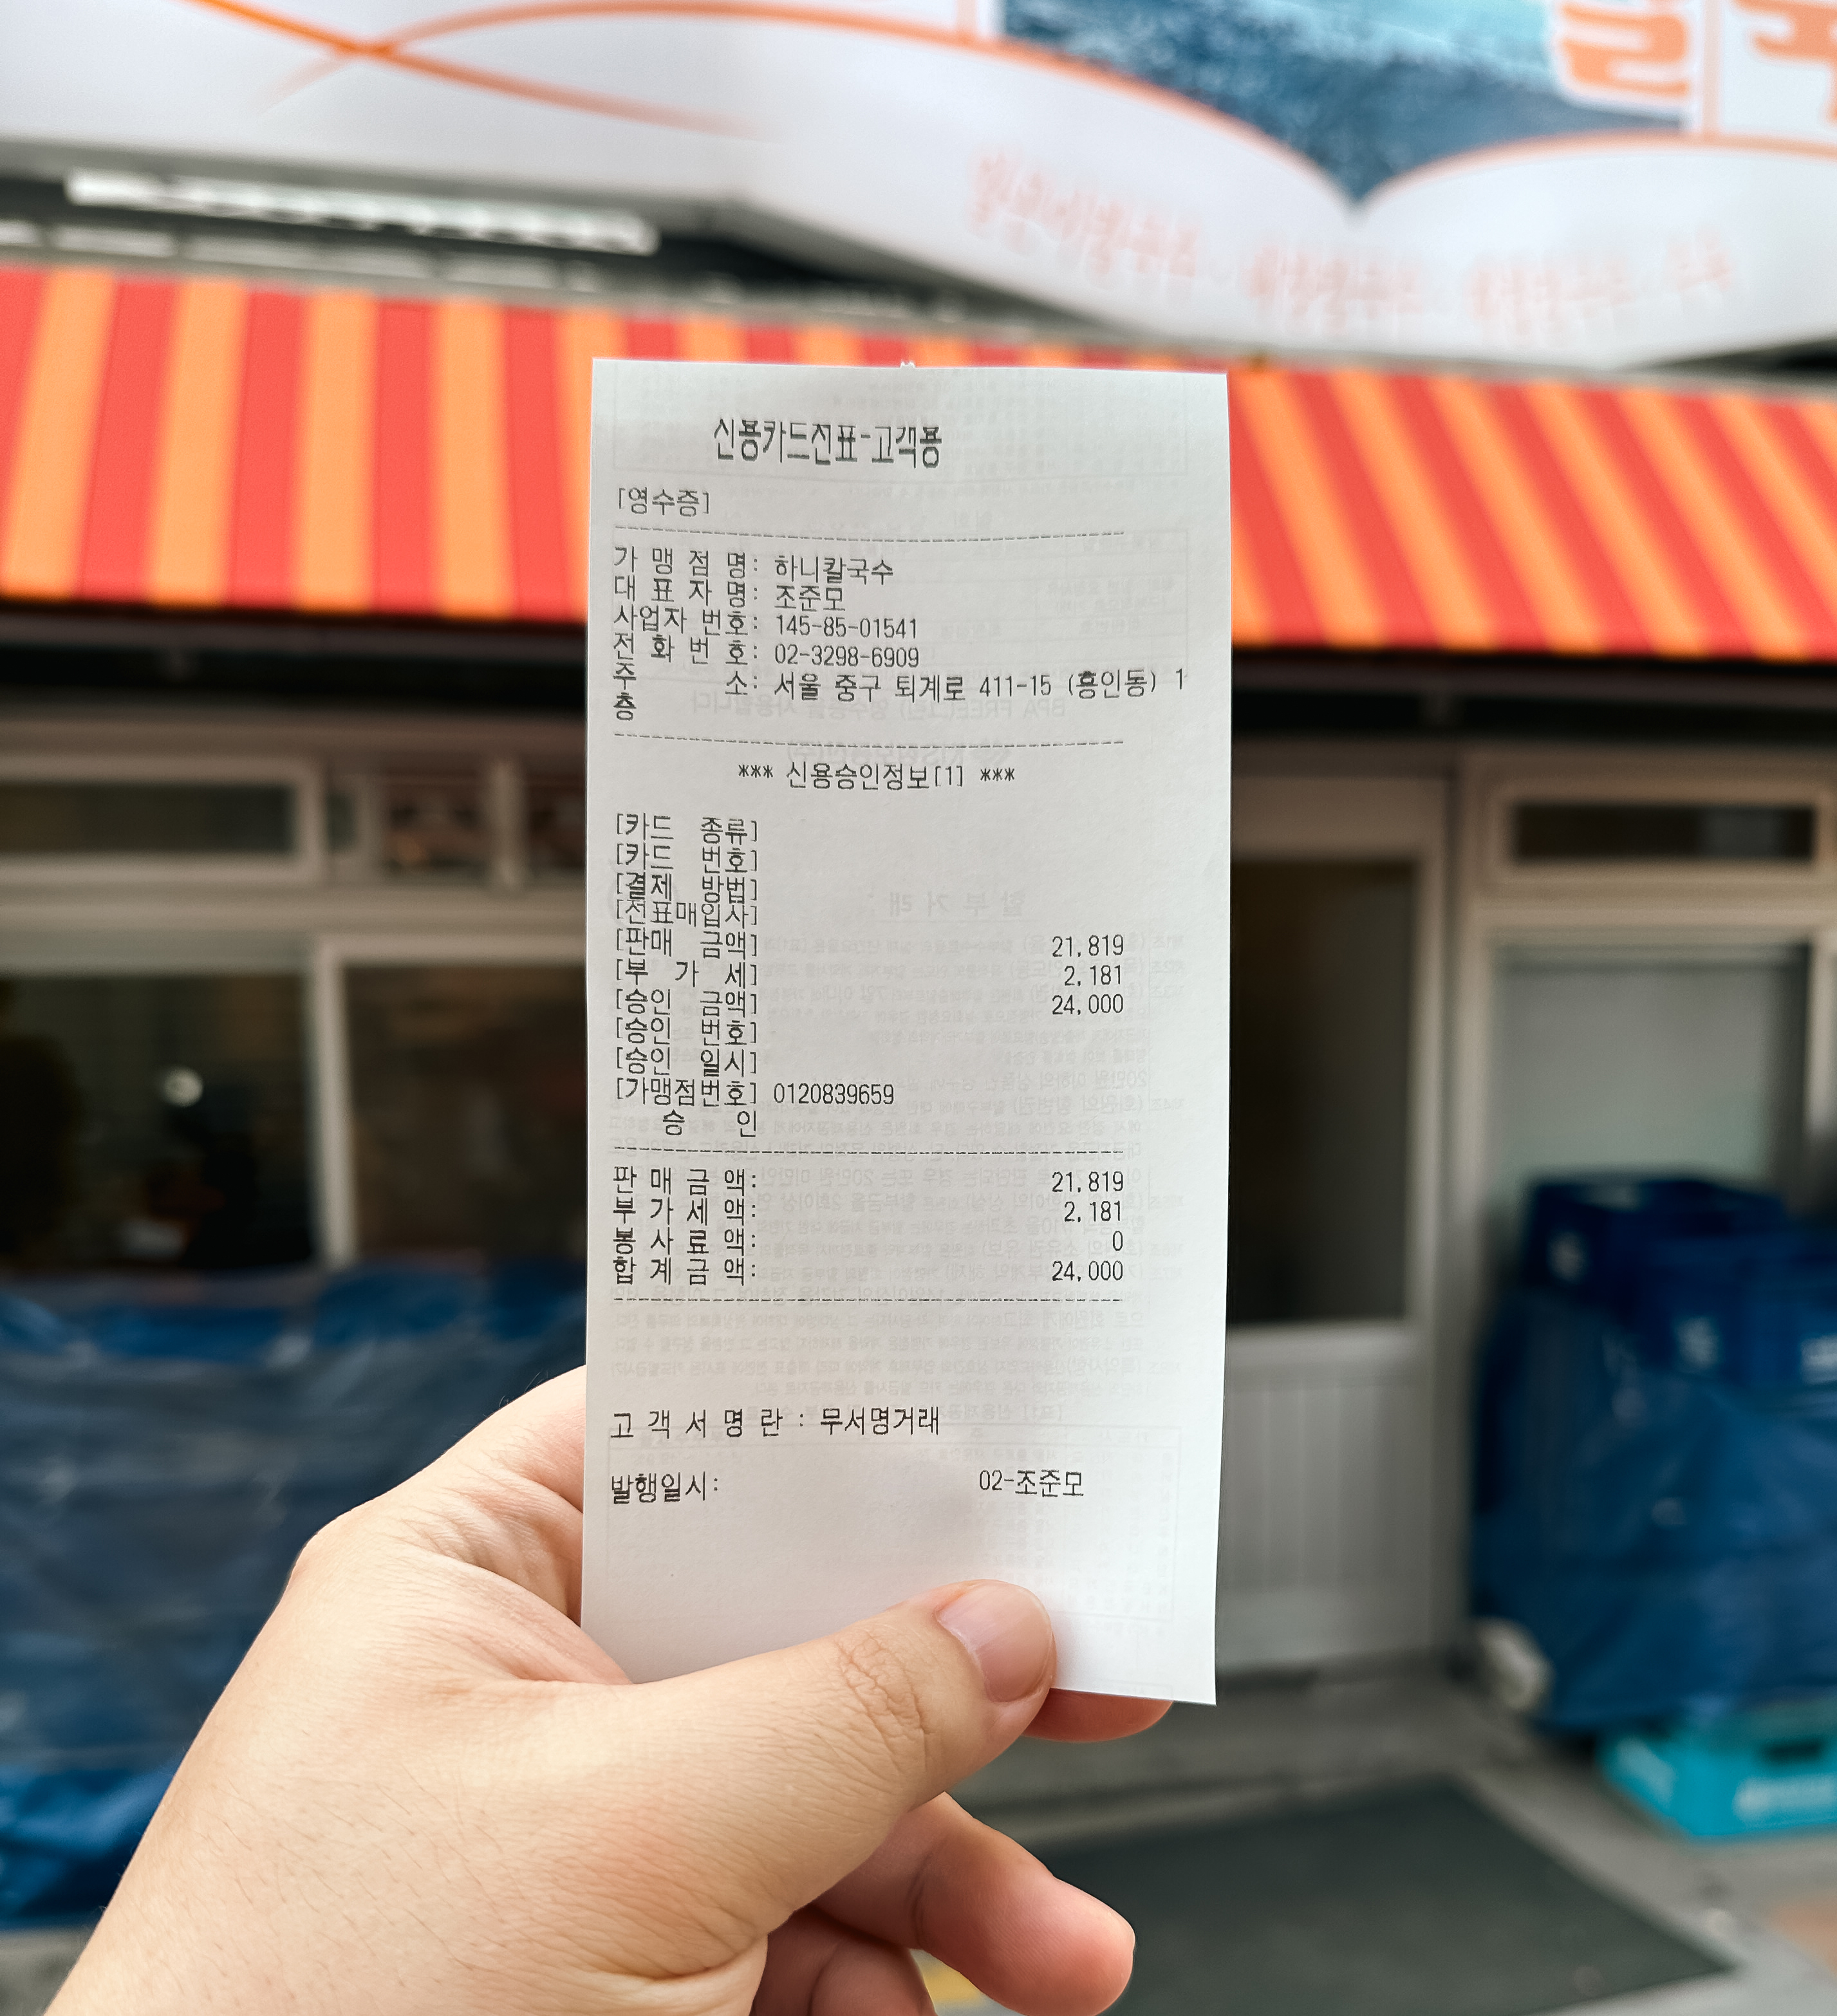 신용카드전표-고객용
[영수증]
가 맹 점 명: 하니칼국수
대 표 자 명: 조준모
사업자 번호: 145-85-01541
전 화 번 호: 02-3298-6909
주 소: 서울 중구 퇴계로 411-15 (흥인동) 1
층
*** 신용승인정보[1] ***
[카드 종류]
[카드 번호]
[결제 방법]
[전표매입사]
[판매 금액] 21,819
[부 가 세] 2,181
[승인 금액] 24,000
[승인 번호]
[승인 일시]
[가맹점번호] 0120839659
승 인
판 매 금 액: 21,819
부 가 세 액: 2,181
봉 사 료 액: 0
합 계 금 액: 24,000
고 객 서 명 란 : 무서명거래
발행일시: 02-조준모